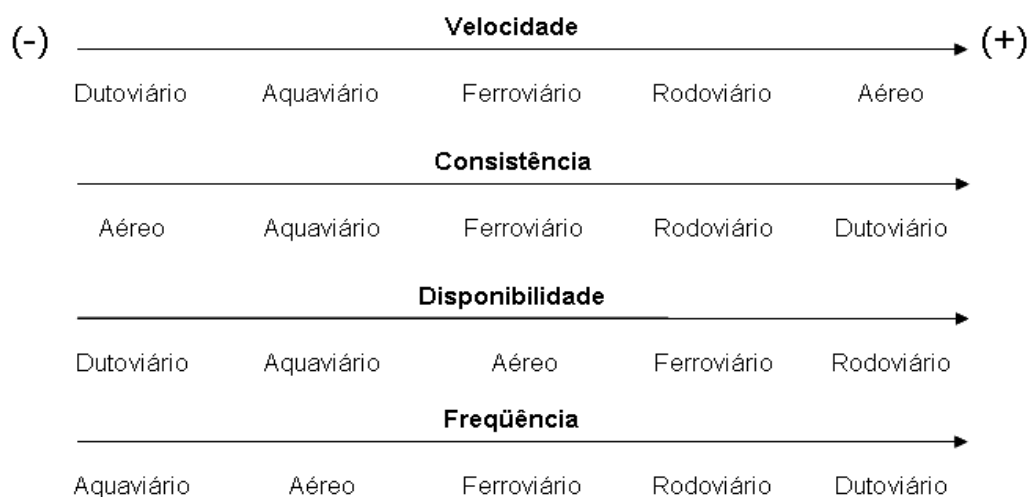 Velocidade
(-) (+)
Dutoviário Aquaviário Ferroviário Rodoviário Aéreo
Consistência
Aéreo Aquaviário Ferroviário Rodoviário Dutoviário
Disponibilidade
Dutoviário Aquaviário Aéreo Ferroviário Rodoviário
Freqüência
Aquaviário Aéreo Ferroviário Rodoviário Dutoviário